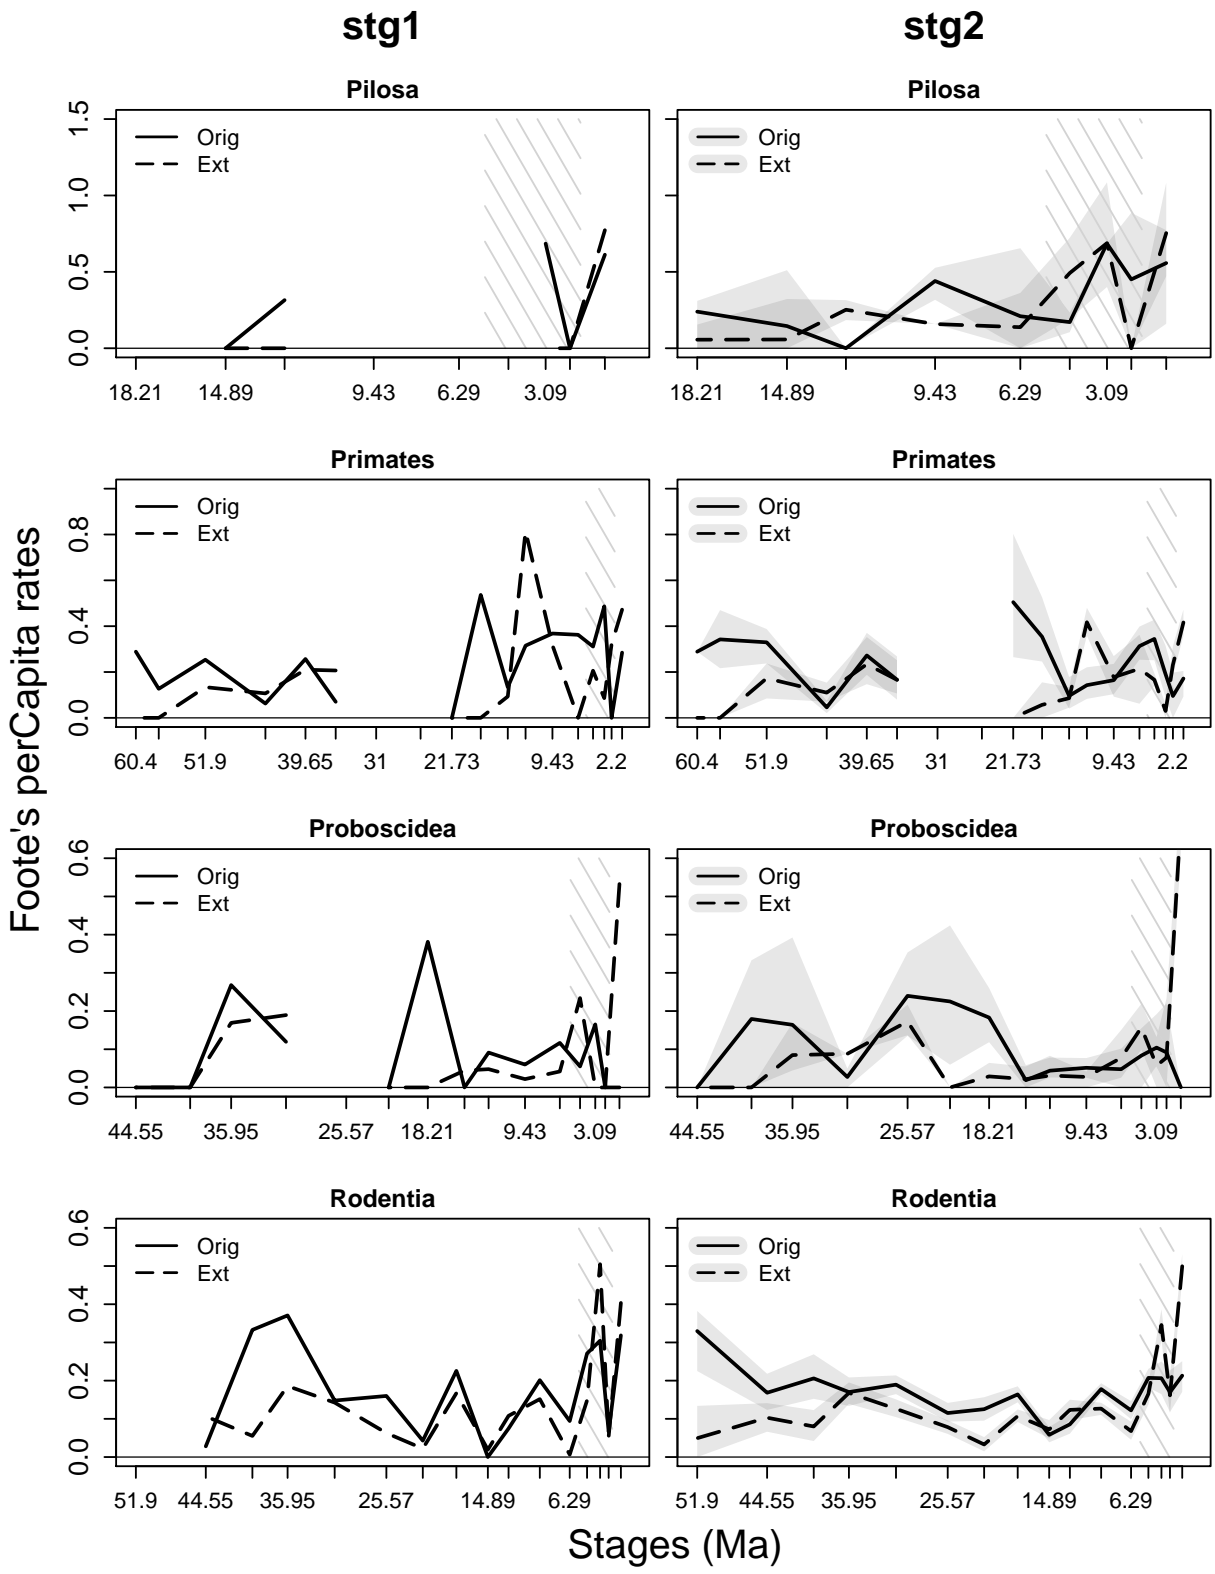 stg1
stg2
Pilosa
Pilosa
1.5
1.0
0.5
0.0
Orig
Ext
Orig
Ext
18.21 14.89 9.43 6.29 3.09
18.21 14.89 9.43 6.29 3.09
Primates
Primates
0.8
0.4
0.0
Orig
Ext
Orig
Ext
60.4 51.9 39.65 31 21.73 9.43 2.2
60.4 51.9 39.65 31 21.73 9.43 2.2
Foote's perCapita rates
Proboscidea
Proboscidea
0.6
0.4
0.2
0.0
Orig
Ext
Orig
Ext
44.55 35.95 25.57 18.21 9.43 3.09
44.55 35.95 25.57 18.21 9.43 3.09
Rodentia
Rodentia
0.6
0.4
0.2
0.0
Orig
Ext
Orig
Ext
51.9 44.55 35.95 25.57 14.89 6.29
51.9 44.55 35.95 25.57 14.89 6.29
Stages (Ma)